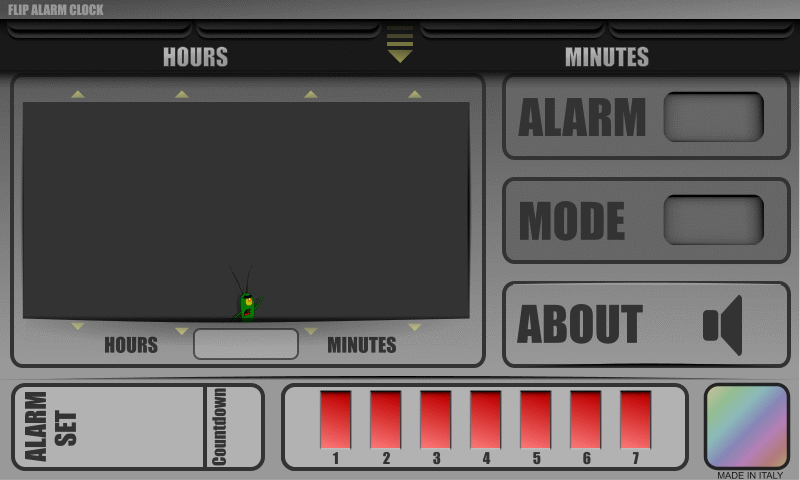 FLIP ALARM CLOCK
HOURS
MINUTES
ALARM
MODE
ABOUT
HOURS
MINUTES
ALARM
SET
Countdown
1 2 3 4 5 6 7
MADE IN ITALY